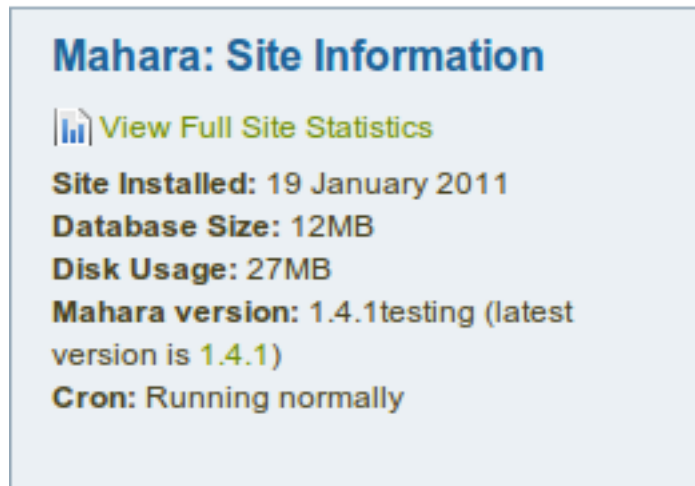 Mahara: Site Information
View Full Site Statistics
Site Installed: 19 January 2011
Database Size: 12MB
Disk Usage: 27MB
Mahara version: 1.4.1testing (latest
version is 1.4.1)
Cron: Running normally